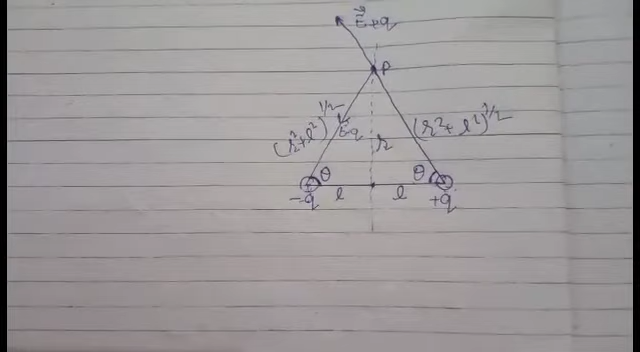 E⃗+q
P
(r²+l²)^1/2
E⃗-q
r
(r²+l²)^1/2
θ
θ
-q
l
l
+q